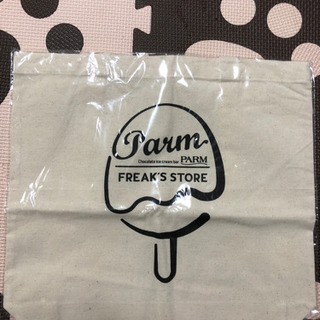 Parm
Chocolate ice cream bar PARM
FREAK'S STORE